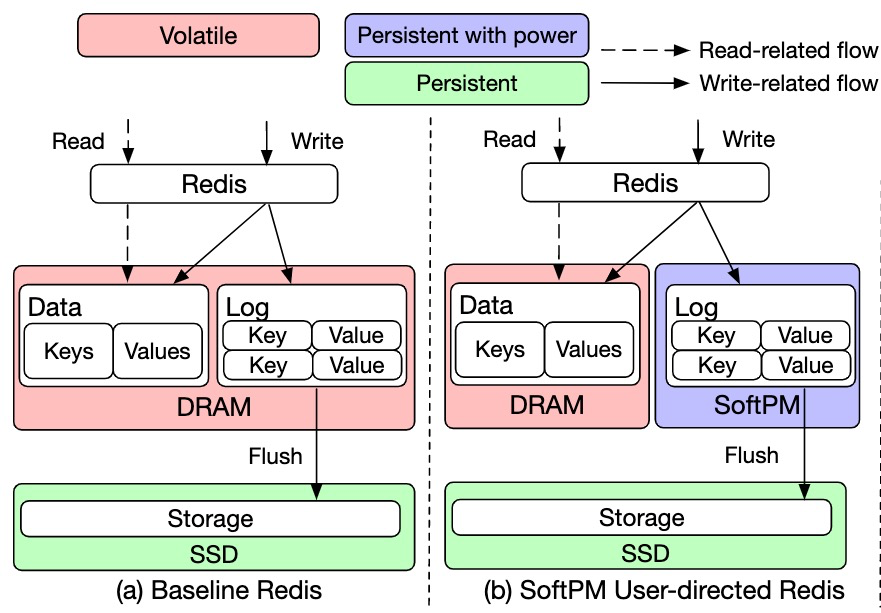 Volatile
Persistent with power
Persistent
Read-related flow
Write-related flow
Read
Write
Redis
Data
Keys
Values
Log
Key
Value
Key
Value
DRAM
Flush
Storage
SSD
(a) Baseline Redis
Read
Write
Redis
Data
Keys
Values
DRAM
Log
Key
Value
Key
Value
SoftPM
Flush
Storage
SSD
(b) SoftPM User-directed Redis